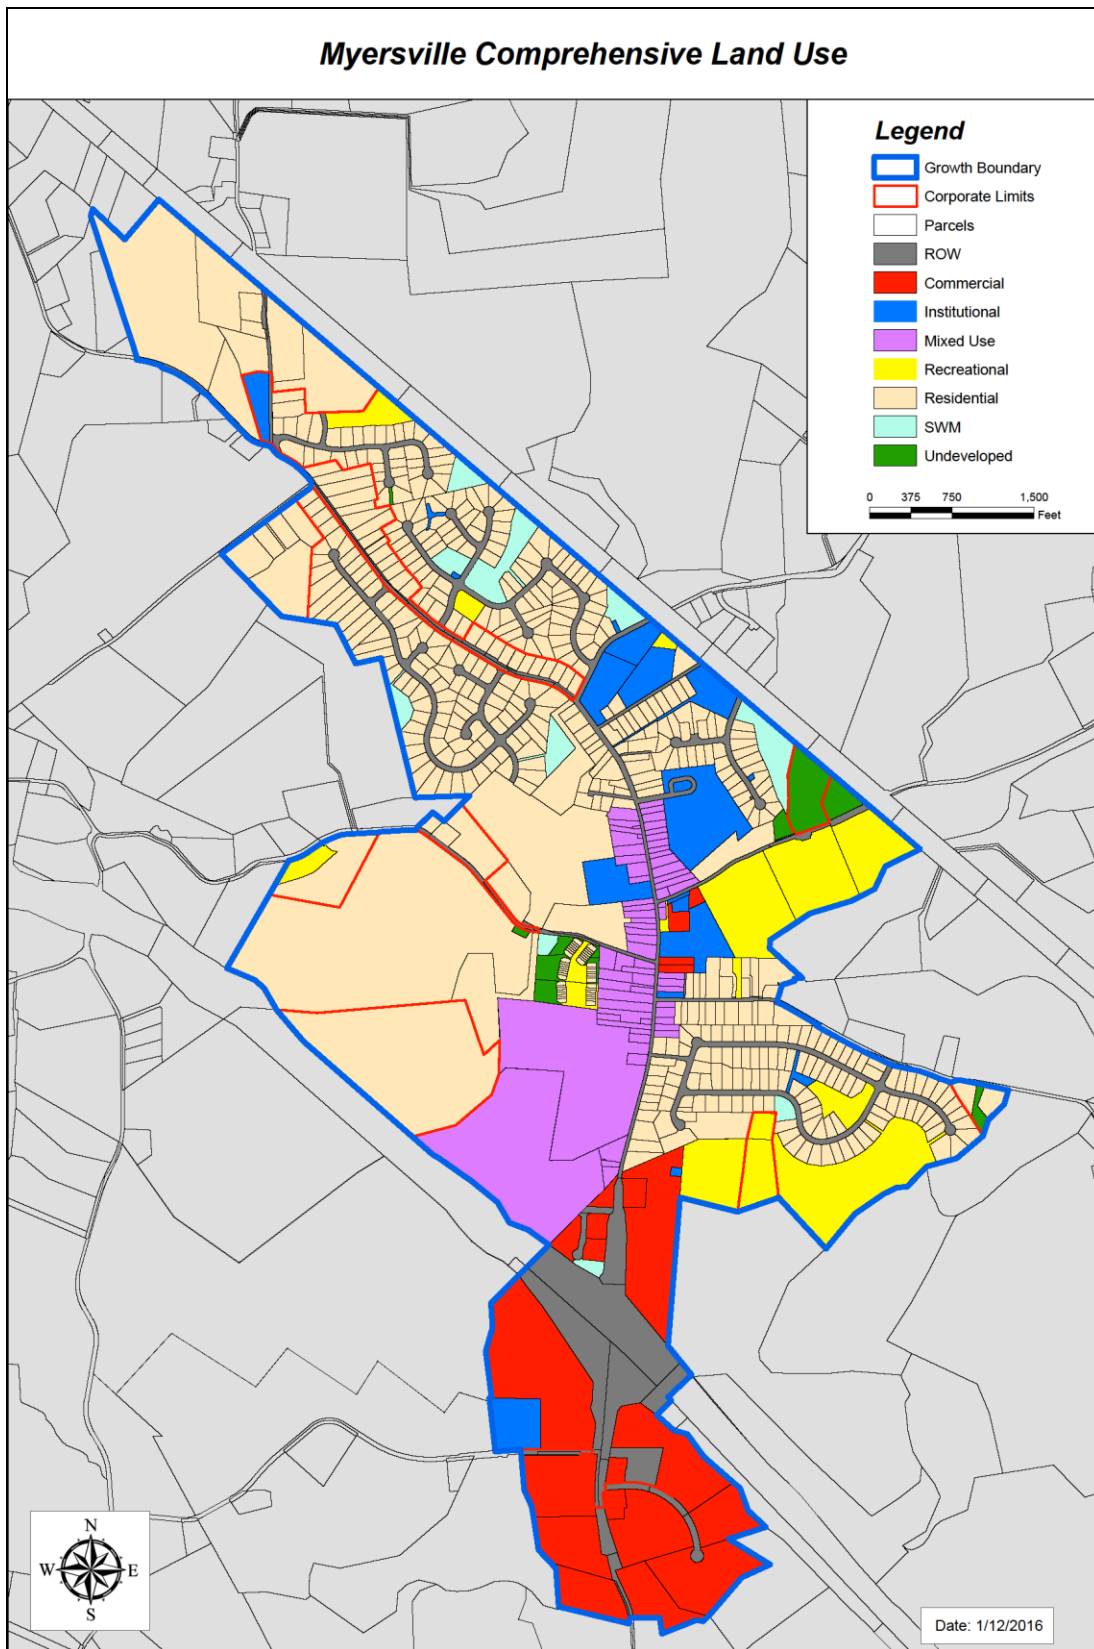 Myersville Comprehensive Land Use
Legend
Growth Boundary
Corporate Limits
Parcels
ROW
Commercial
Institutional
Mixed Use
Recreational
Residential
SWM
Undeveloped
0 375 750 1,500
Feet
N
W E
S
Date: 1/12/2016